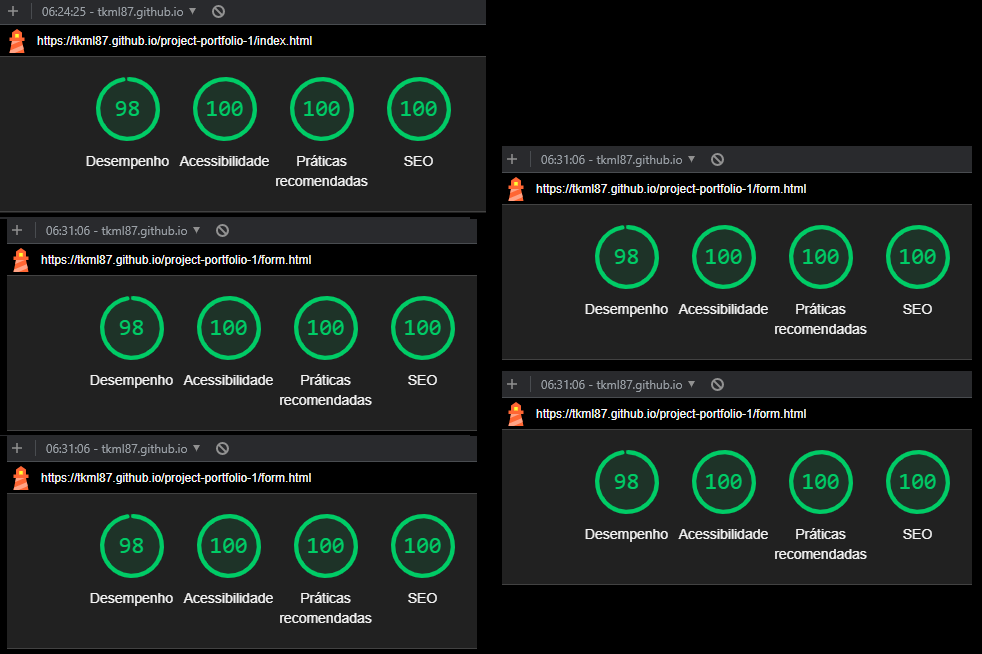 06:24:25 - tkml87.github.io
https://tkml87.github.io/project-portfolio-1/index.html
98 100 100 100
Desempenho Acessibilidade Práticas recomendadas SEO
06:31:06 - tkml87.github.io
https://tkml87.github.io/project-portfolio-1/form.html
98 100 100 100
Desempenho Acessibilidade Práticas recomendadas SEO
06:31:06 - tkml87.github.io
https://tkml87.github.io/project-portfolio-1/form.html
98 100 100 100
Desempenho Acessibilidade Práticas recomendadas SEO
06:31:06 - tkml87.github.io
https://tkml87.github.io/project-portfolio-1/form.html
98 100 100 100
Desempenho Acessibilidade Práticas recomendadas SEO
06:31:06 - tkml87.github.io
https://tkml87.github.io/project-portfolio-1/form.html
98 100 100 100
Desempenho Acessibilidade Práticas recomendadas SEO